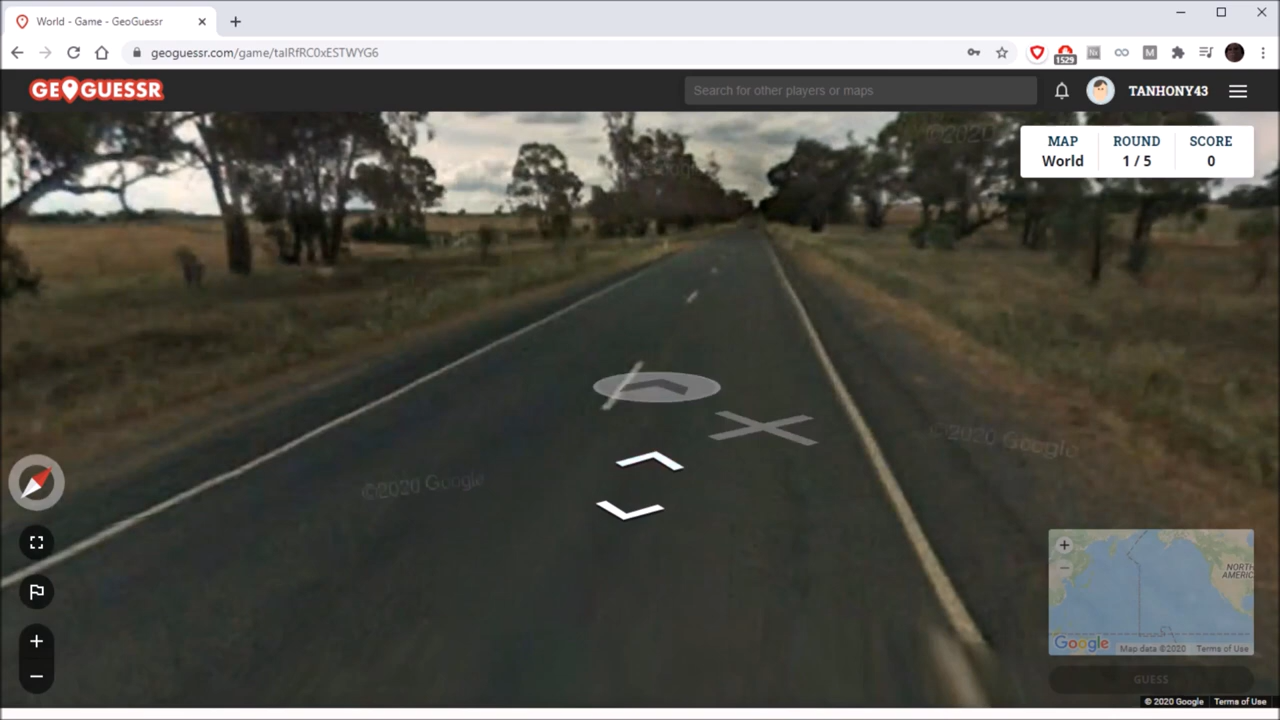 World - Game - GeoGuessr
geoguessr.com/game/taIRfRC0xESTWYG6
1529
M
GEOGUESSR
Search for other players or maps
TANHONY43
MAP
World
ROUND
1 / 5
SCORE
0
©2020
©2020 Google
©2020 Google
NORTH
AMERIC
Google
Map data ©2020
Terms of Use
GUESS
© 2020 Google
Terms of Use